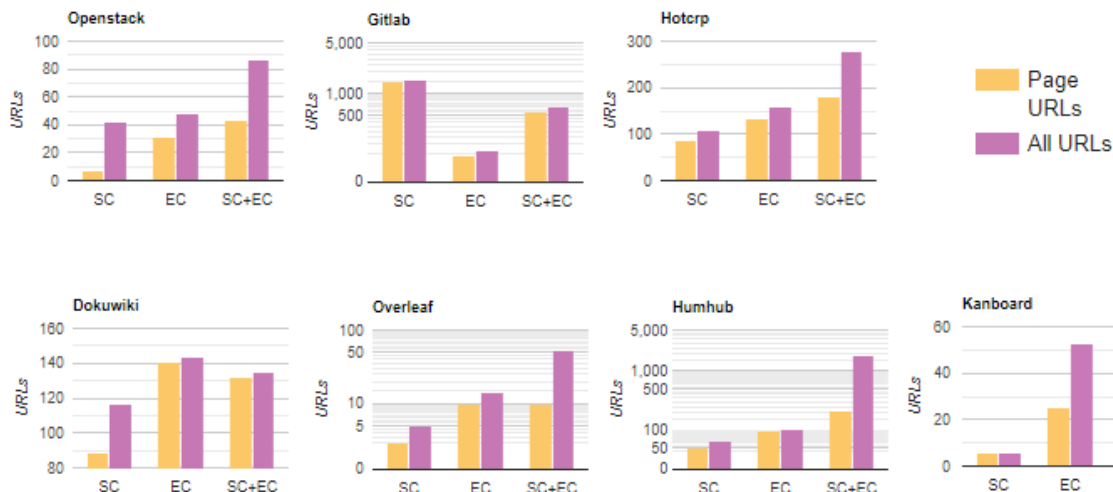 Openstack
100
80
60
40
20
0
URLs
SC
EC
SC+EC
Gitlab
5,000
1,000
500
0
URLs
SC
EC
SC+EC
Hotcrp
300
200
100
0
URLs
SC
EC
SC+EC
Page
URLs
All URLs
Dokuwiki
160
140
120
100
80
URLs
SC
EC
SC+EC
Overleaf
100
50
10
5
0
URLs
SC
EC
SC+EC
Humhub
5,000
1,000
500
100
50
0
URLs
SC
EC
SC+EC
Kanboard
60
40
20
0
URLs
SC
EC